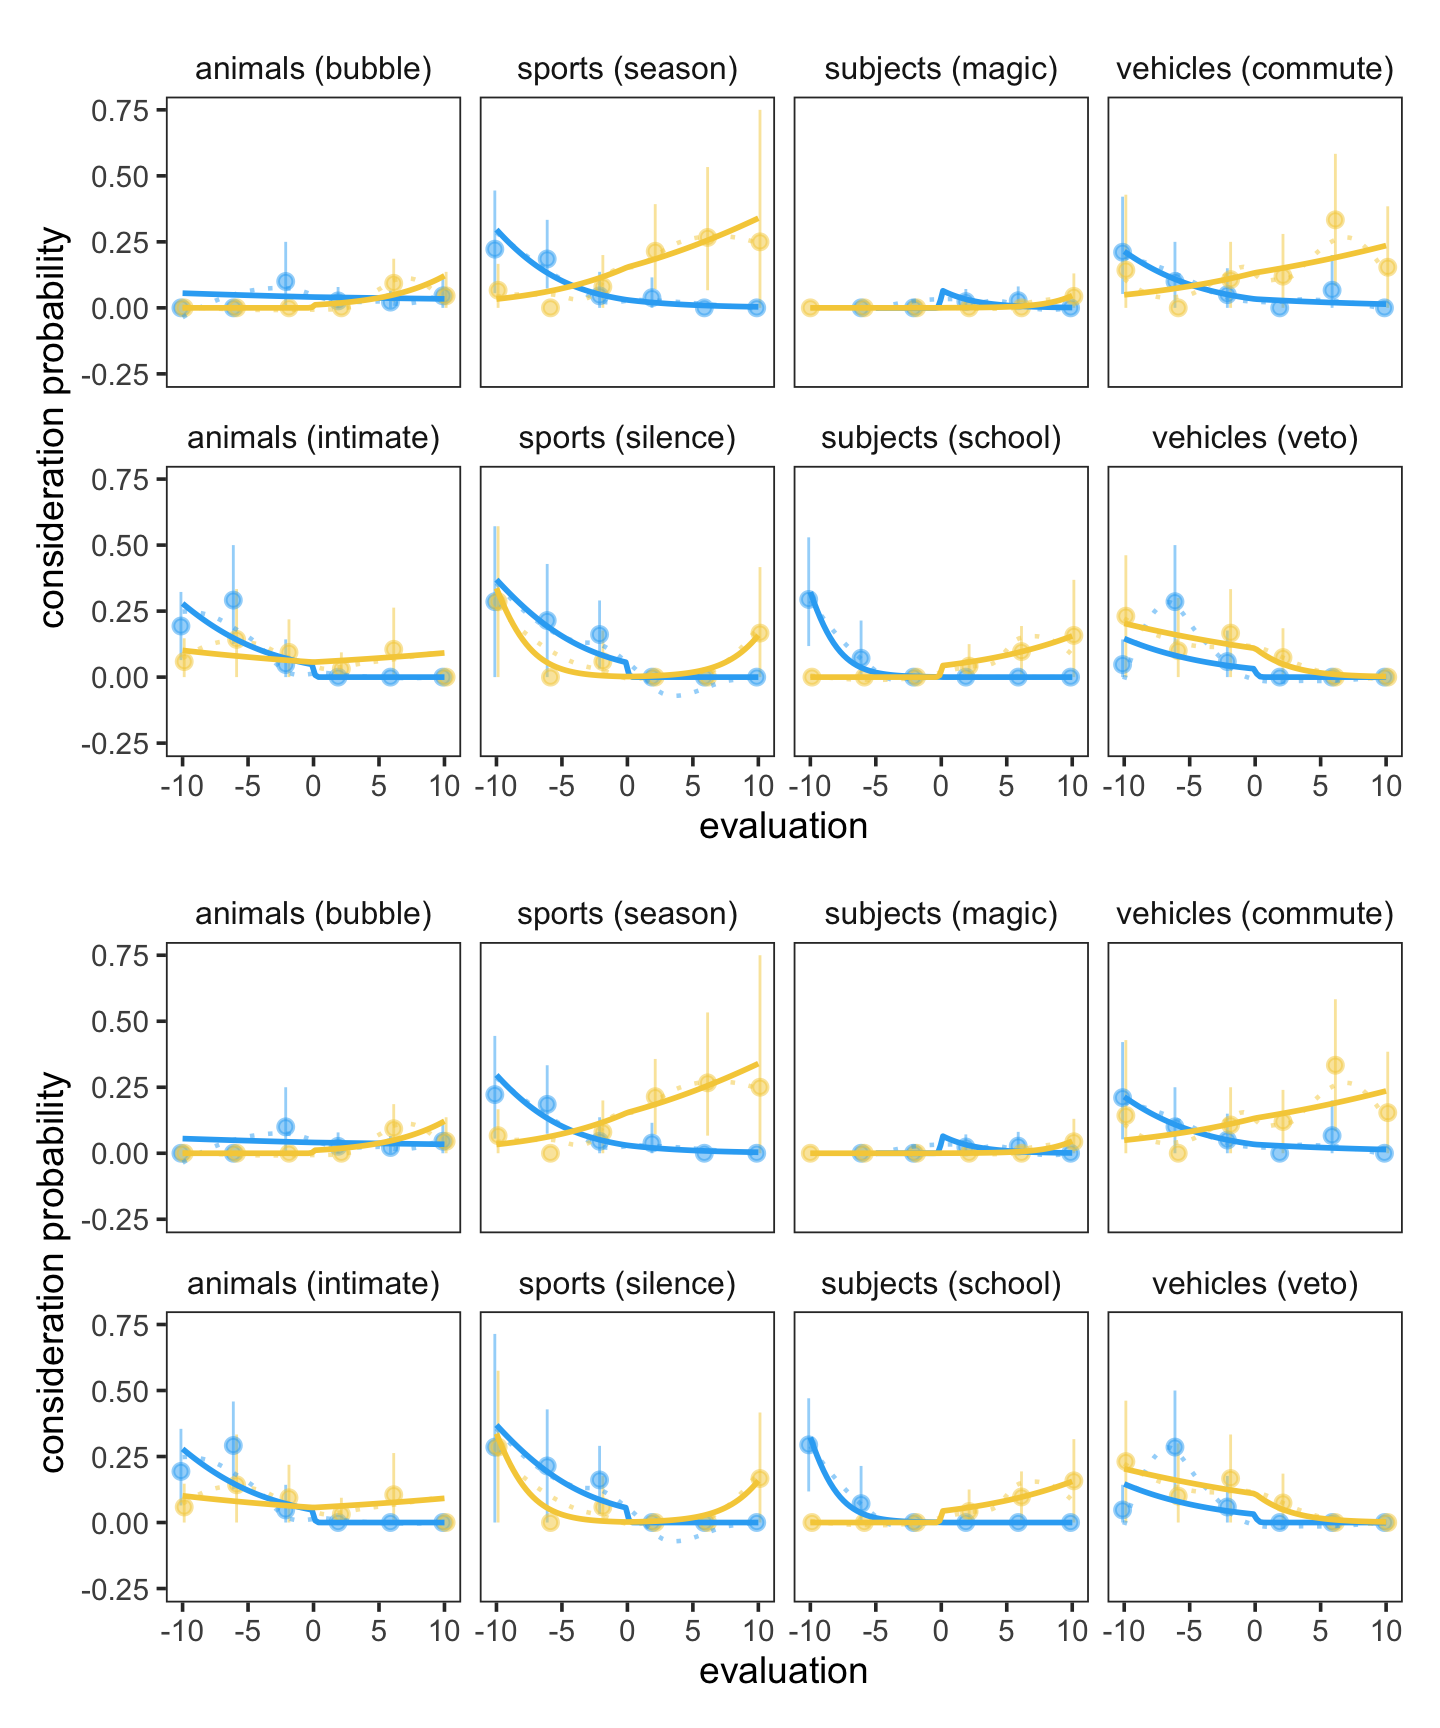 animals (bubble) sports (season) subjects (magic) vehicles (commute)
0.75
0.50
0.25
0.00
-0.25
consideration probability
animals (intimate) sports (silence) subjects (school) vehicles (veto)
0.75
0.50
0.25
0.00
-0.25
-10 -5 0 5 10 -10 -5 0 5 10 -10 -5 0 5 10 -10 -5 0 5 10
evaluation
animals (bubble) sports (season) subjects (magic) vehicles (commute)
0.75
0.50
0.25
0.00
-0.25
consideration probability
animals (intimate) sports (silence) subjects (school) vehicles (veto)
0.75
0.50
0.25
0.00
-0.25
-10 -5 0 5 10 -10 -5 0 5 10 -10 -5 0 5 10 -10 -5 0 5 10
evaluation